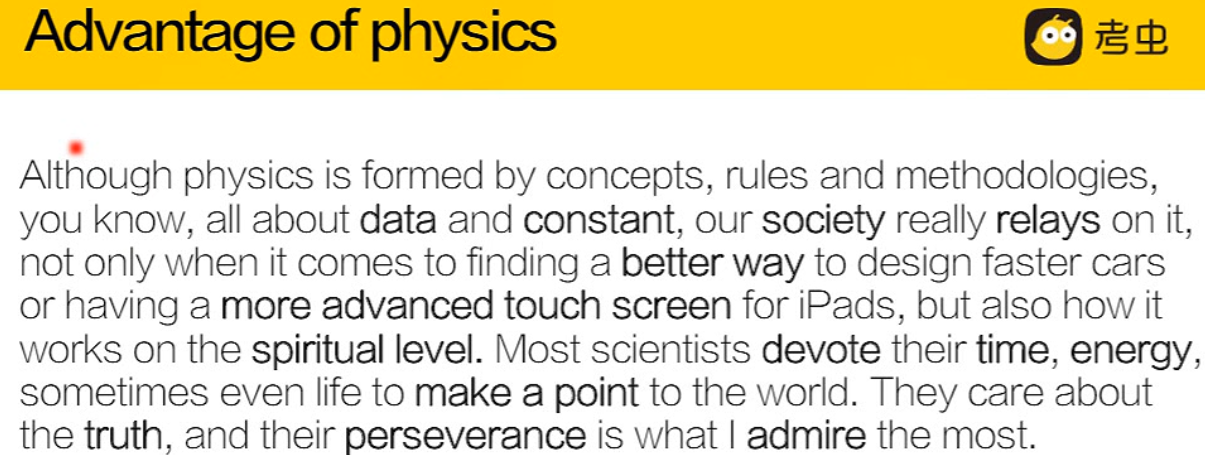 Advantage of physics
考虫
Although physics is formed by concepts, rules and methodologies,
you know, all about data and constant, our society really relays on it,
not only when it comes to finding a better way to design faster cars
or having a more advanced touch screen for iPads, but also how it
works on the spiritual level. Most scientists devote their time, energy,
sometimes even life to make a point to the world. They care about
the truth, and their perseverance is what I admire the most.